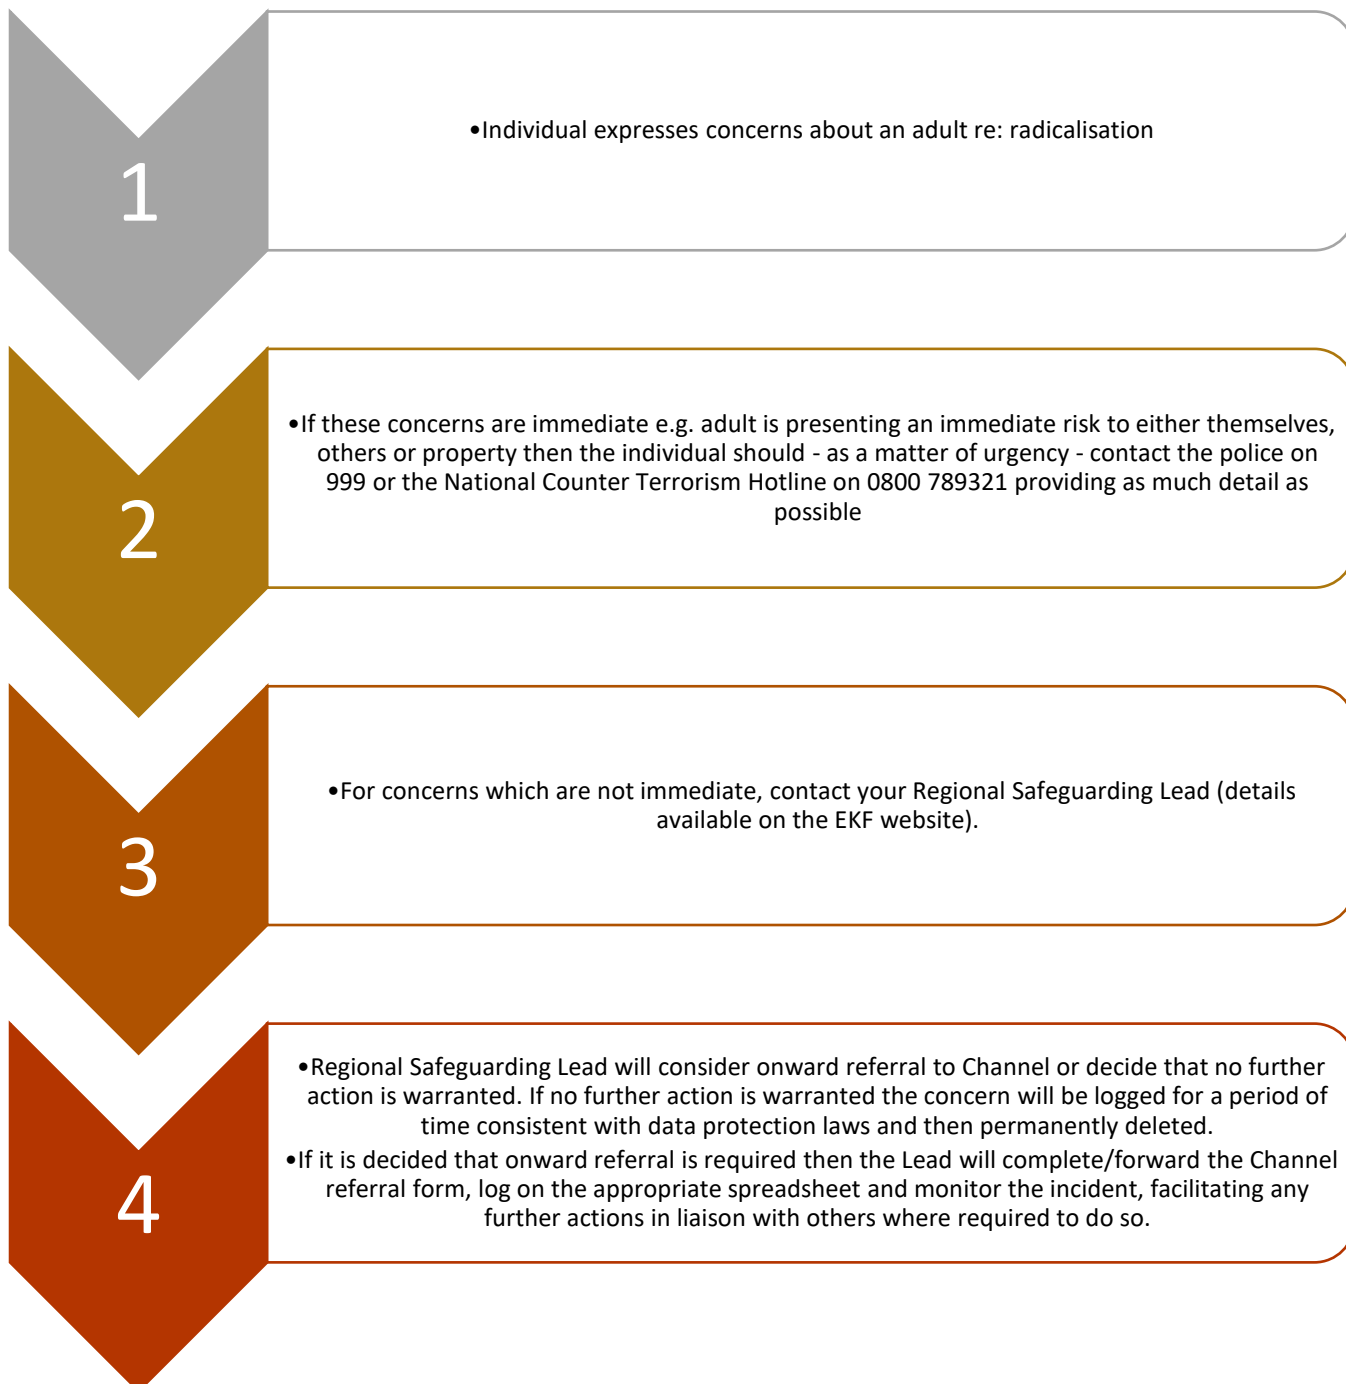 1
•Individual expresses concerns about an adult re: radicalisation
2
•If these concerns are immediate e.g. adult is presenting an immediate risk to either themselves,
others or property then the individual should - as a matter of urgency - contact the police on
999 or the National Counter Terrorism Hotline on 0800 789321 providing as much detail as
possible
3
•For concerns which are not immediate, contact your Regional Safeguarding Lead (details
available on the EKF website).
4
•Regional Safeguarding Lead will consider onward referral to Channel or decide that no further
action is warranted. If no further action is warranted the concern will be logged for a period of
time consistent with data protection laws and then permanently deleted.
•If it is decided that onward referral is required then the Lead will complete/forward the Channel
referral form, log on the appropriate spreadsheet and monitor the incident, facilitating any
further actions in liaison with others where required to do so.